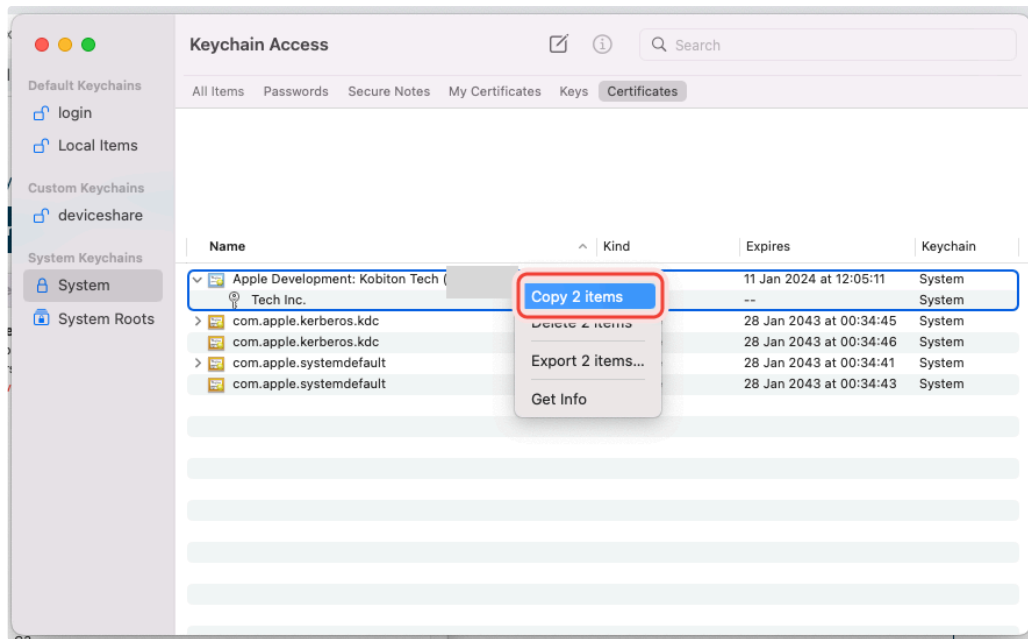 Keychain Access
Search
All Items Passwords Secure Notes My Certificates Keys Certificates
Default Keychains
login
Local Items
Custom Keychains
deviceshare
System Keychains
System
System Roots
Name Kind Expires Keychain
Apple Development: Kobiton Tech ( 11 Jan 2024 at 12:05:11 System
Tech Inc. -- System
com.apple.kerberos.kdc 28 Jan 2043 at 00:34:45 System
com.apple.kerberos.kdc 28 Jan 2043 at 00:34:46 System
com.apple.systemdefault 28 Jan 2043 at 00:34:41 System
com.apple.systemdefault 28 Jan 2043 at 00:34:43 System
Copy 2 items
Delete 2 items
Export 2 items...
Get Info